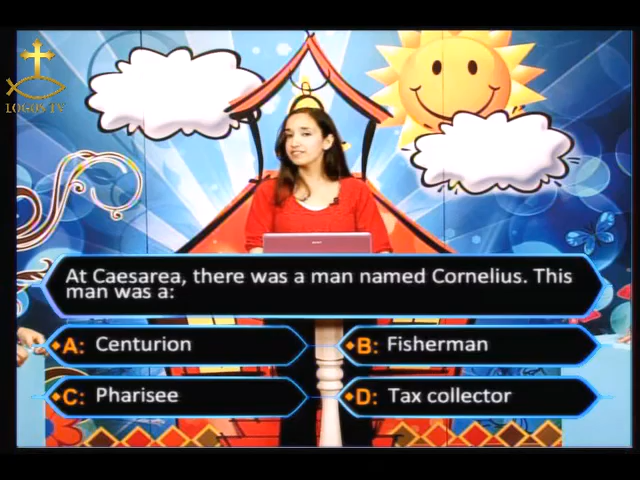 LOGOS TV
At Caesarea, there was a man named Cornelius. This
man was a:
A: Centurion
B: Fisherman
C: Pharisee
D: Tax collector